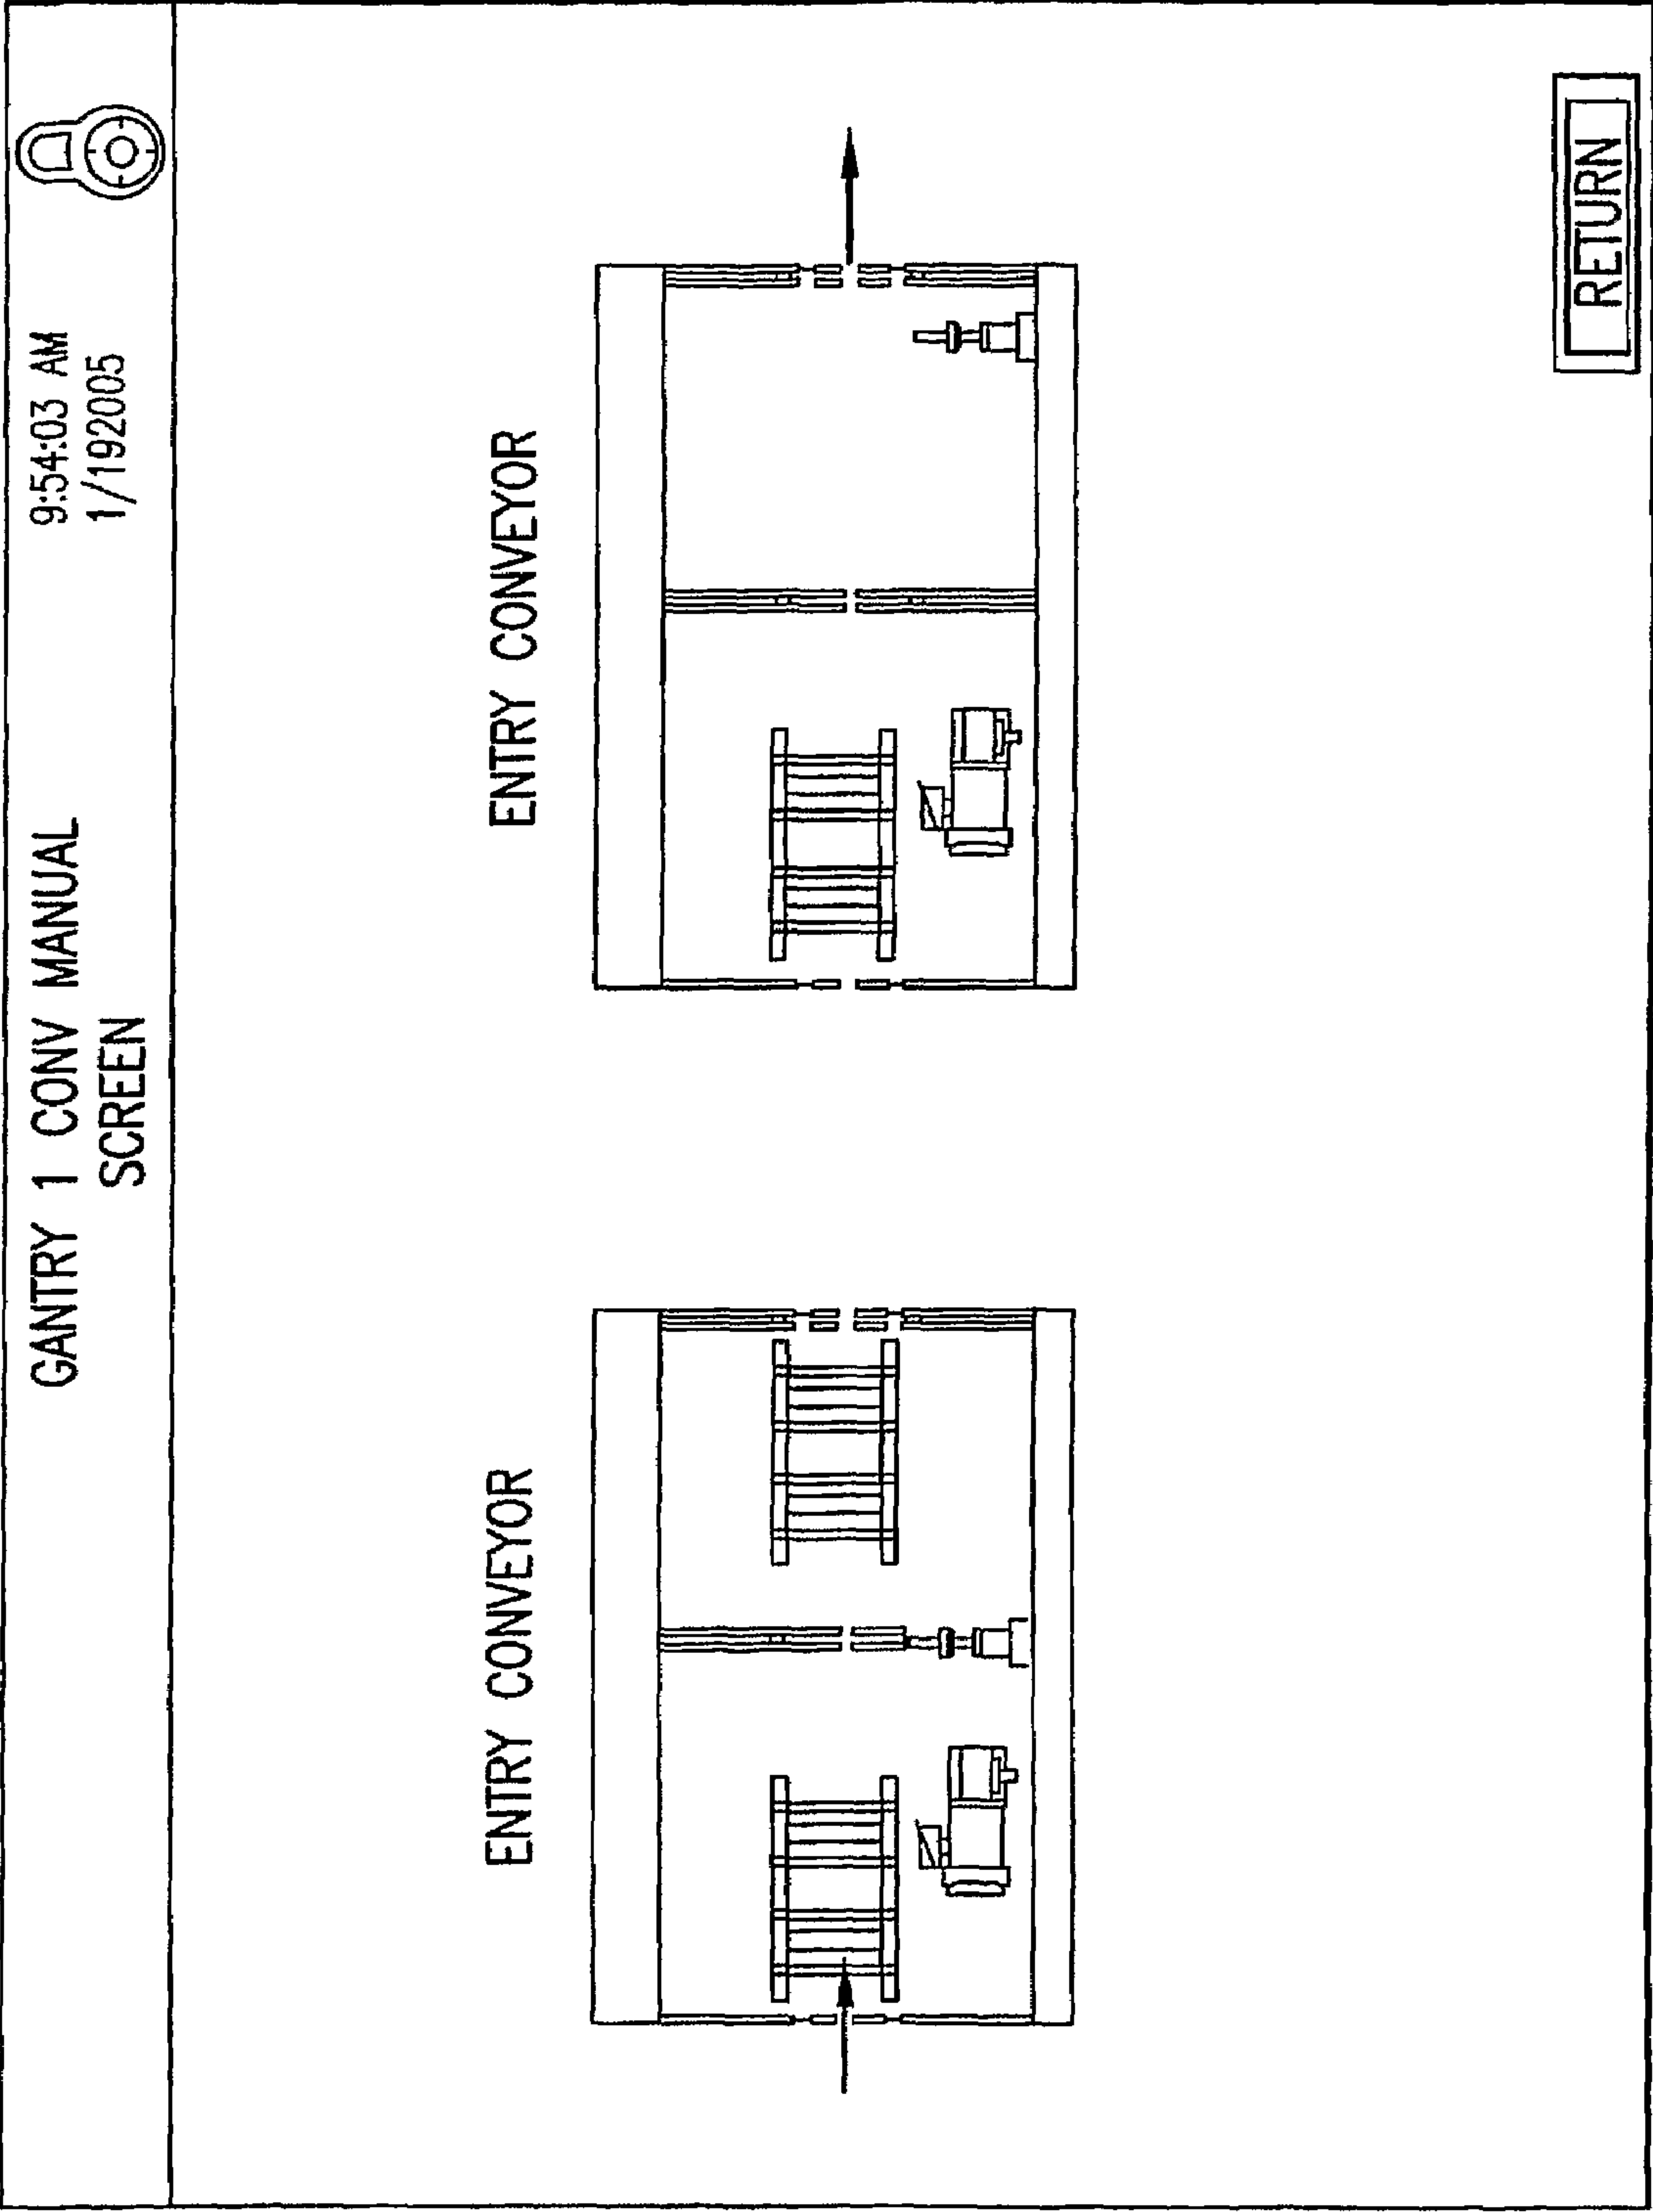 GANTRY 1 CONV MANUAL
SCREEN
9:54:03 AM
1/192005
ENTRY CONVEYOR
ENTRY CONVEYOR
RETURN